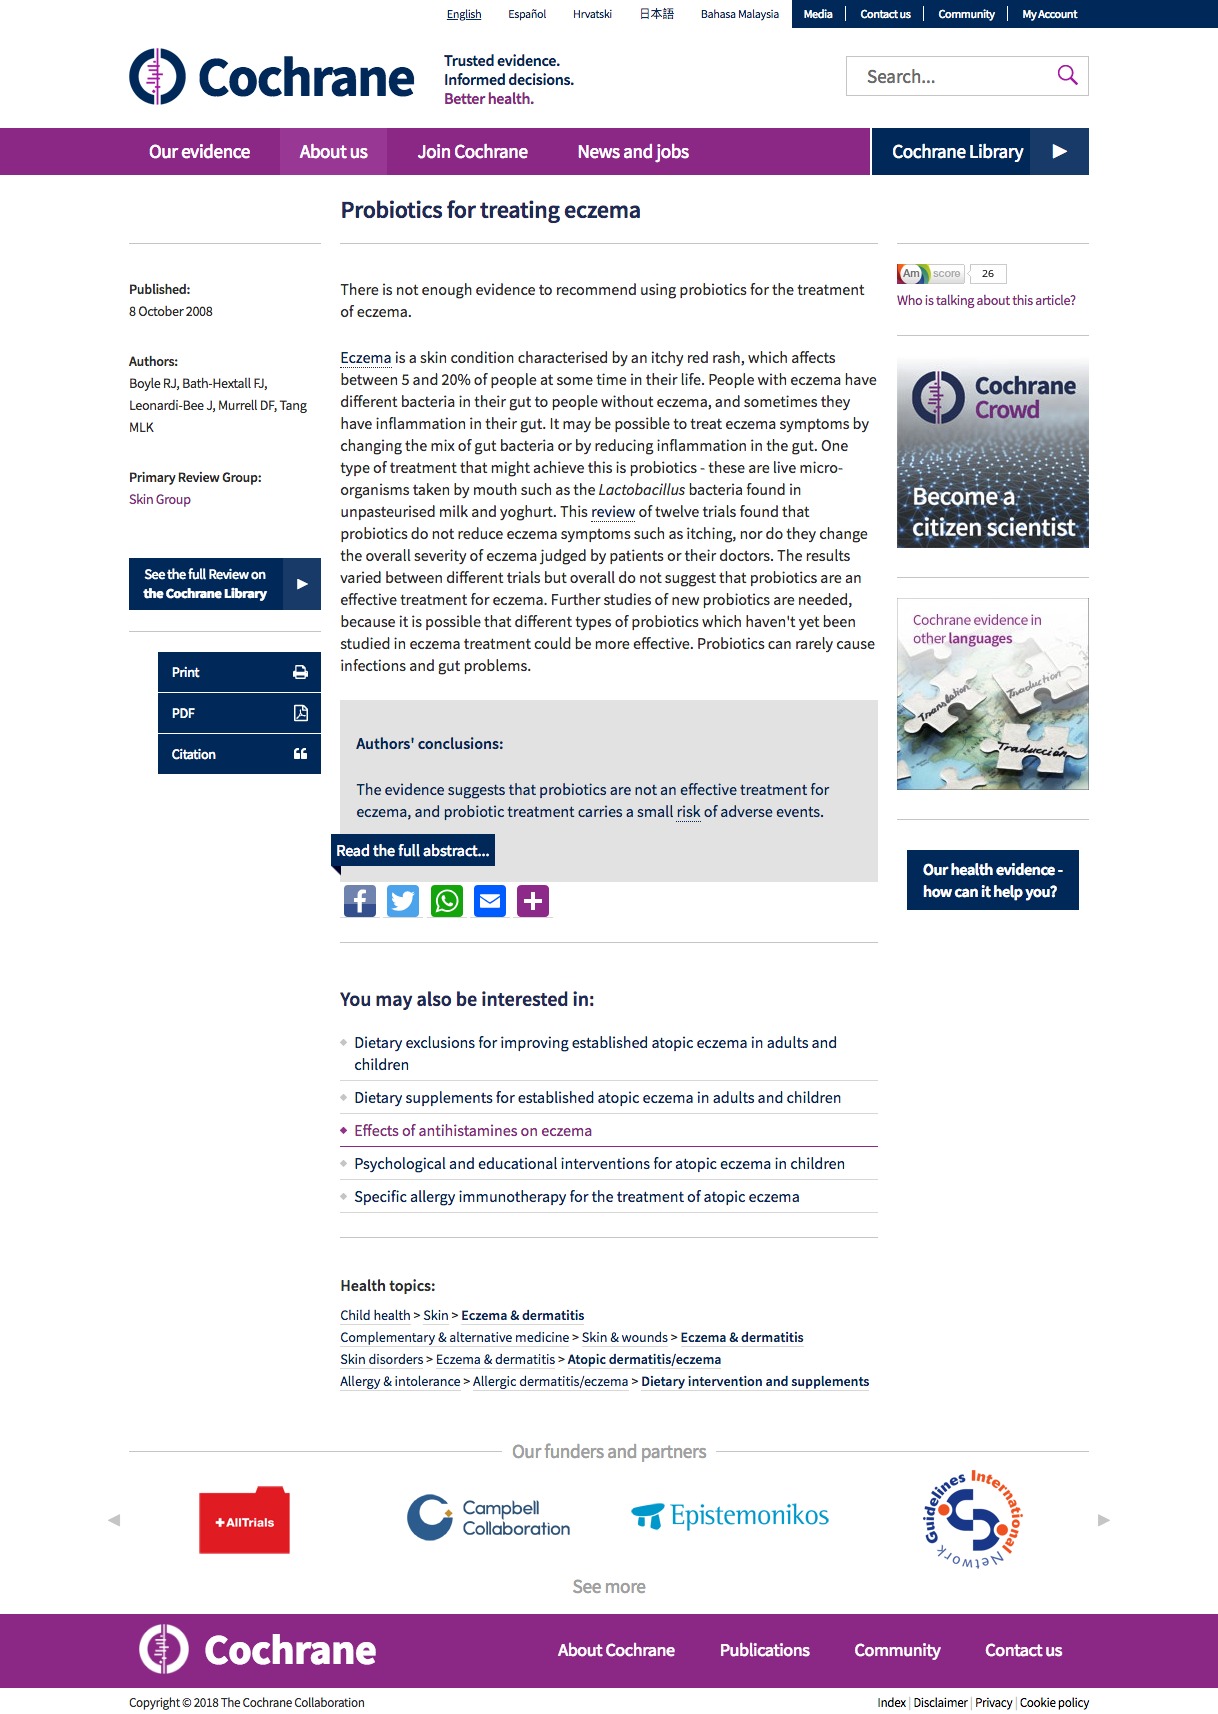 English Español Hrvatski 日本語 Bahasa Malaysia Media Contact us Community My Account
Cochrane
Trusted evidence.
Informed decisions.
Better health.
Search...
Our evidence About us Join Cochrane News and jobs Cochrane Library
Probiotics for treating eczema
Published:
8 October 2008
Authors:
Boyle RJ, Bath-Hextall FJ,
Leonardi-Bee J, Murrell DF, Tang
MLK
Primary Review Group:
Skin Group
See the full Review on
the Cochrane Library
Print
PDF
Citation
There is not enough evidence to recommend using probiotics for the treatment
of eczema.
Eczema is a skin condition characterised by an itchy red rash, which affects
between 5 and 20% of people at some time in their life. People with eczema have
different bacteria in their gut to people without eczema, and sometimes they
have inflammation in their gut. It may be possible to treat eczema symptoms by
changing the mix of gut bacteria or by reducing inflammation in the gut. One
type of treatment that might achieve this is probiotics - these are live micro-
organisms taken by mouth such as the Lactobacillus bacteria found in
unpasteurised milk and yoghurt. This review of twelve trials found that
probiotics do not reduce eczema symptoms such as itching, nor do they change
the overall severity of eczema judged by patients or their doctors. The results
varied between different trials but overall do not suggest that probiotics are an
effective treatment for eczema. Further studies of new probiotics are needed,
because it is possible that different types of probiotics which haven't yet been
studied in eczema treatment could be more effective. Probiotics can rarely cause
infections and gut problems.
Authors' conclusions:
The evidence suggests that probiotics are not an effective treatment for
eczema, and probiotic treatment carries a small risk of adverse events.
Read the full abstract...
Am score 26
Who is talking about this article?
Cochrane
Crowd
Become a
citizen scientist
Cochrane evidence in
other languages
Translation
Traduction
Traducción
Our health evidence -
how can it help you?
You may also be interested in:
Dietary exclusions for improving established atopic eczema in adults and
children
Dietary supplements for established atopic eczema in adults and children
Effects of antihistamines on eczema
Psychological and educational interventions for atopic eczema in children
Specific allergy immunotherapy for the treatment of atopic eczema
Health topics:
Child health > Skin > Eczema & dermatitis
Complementary & alternative medicine > Skin & wounds > Eczema & dermatitis
Skin disorders > Eczema & dermatitis > Atopic dermatitis/eczema
Allergy & intolerance > Allergic dermatitis/eczema > Dietary intervention and supplements
Our funders and partners
+AllTrials
Campbell
Collaboration
Epistemonikos
Guidelines International Network
See more
Cochrane
About Cochrane Publications Community Contact us
Copyright © 2018 The Cochrane Collaboration
Index | Disclaimer | Privacy | Cookie policy